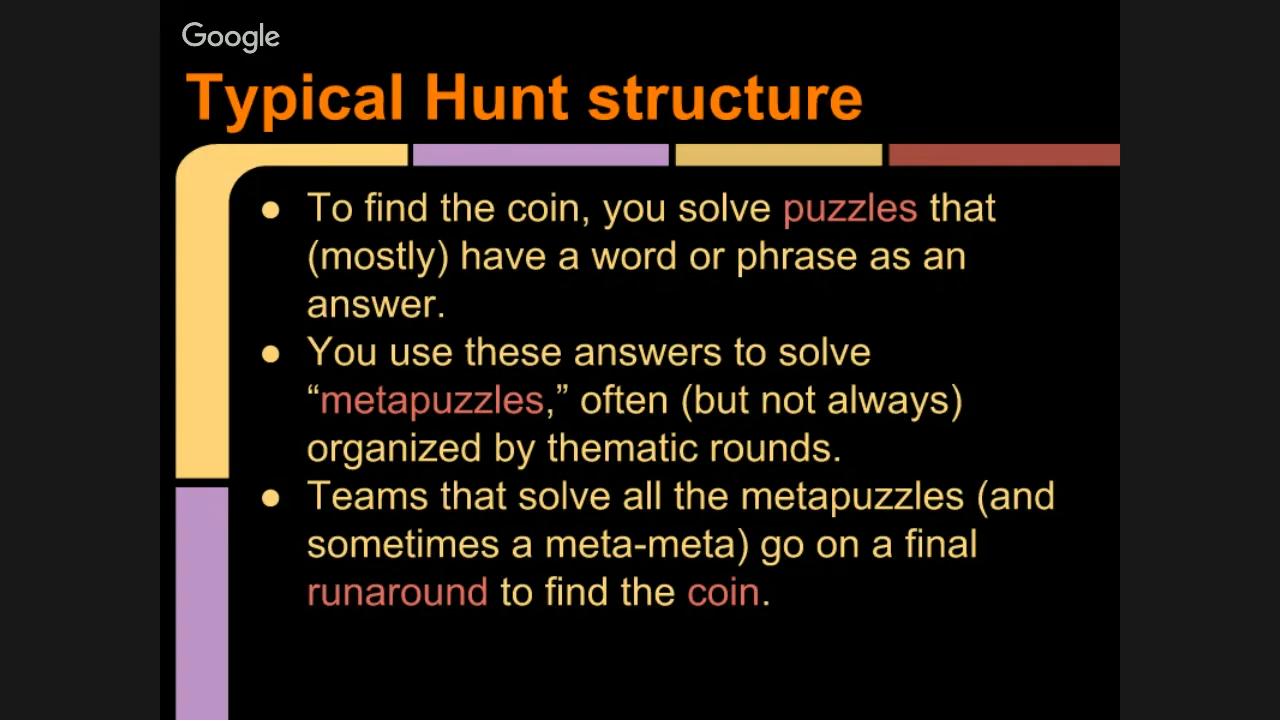 Google
Typical Hunt structure
● To find the coin, you solve puzzles that
(mostly) have a word or phrase as an
answer.
● You use these answers to solve
“metapuzzles,” often (but not always)
organized by thematic rounds.
● Teams that solve all the metapuzzles (and
sometimes a meta-meta) go on a final
runaround to find the coin.